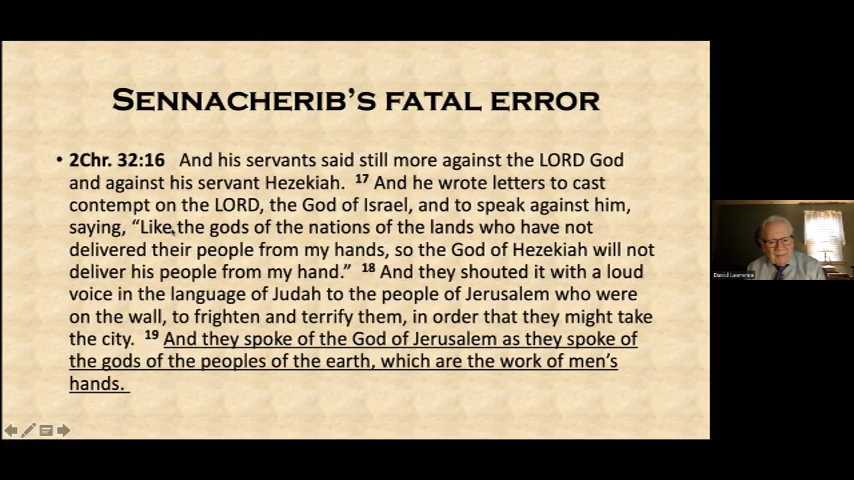 SENNACHERIB'S FATAL ERROR
• 2Chr. 32:16 And his servants said still more against the LORD God
and against his servant Hezekiah. 17 And he wrote letters to cast
contempt on the LORD, the God of Israel, and to speak against him,
saying, “Like the gods of the nations of the lands who have not
delivered their people from my hands, so the God of Hezekiah will not
deliver his people from my hand.” 18 And they shouted it with a loud
voice in the language of Judah to the people of Jerusalem who were
on the wall, to frighten and terrify them, in order that they might take
the city. 19 And they spoke of the God of Jerusalem as they spoke of
the gods of the peoples of the earth, which are the work of men’s
hands.
David